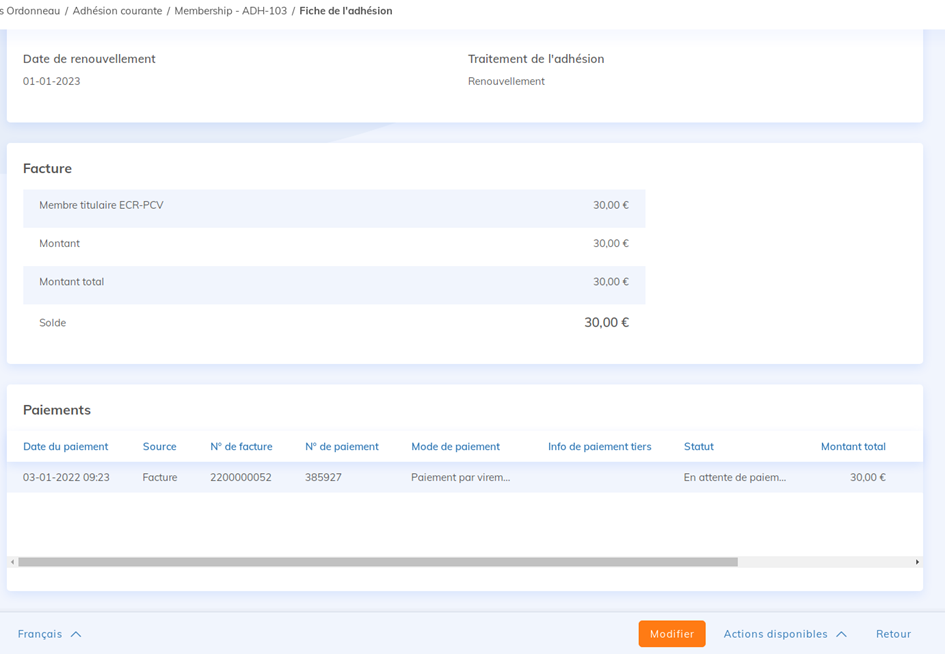 s Ordonneau / Adhésion courante / Membership - ADH-103 / Fiche de l'adhésion
Date de renouvellement Traitement de l'adhésion
01-01-2023 Renouvellement
Facture
Membre titulaire ECR-PCV 30,00 €
Montant 30,00 €
Montant total 30,00 €
Solde 30,00 €
Paiements
Date du paiement Source N° de facture N° de paiement Mode de paiement Info de paiement tiers Statut Montant total
03-01-2022 09:23 Facture 2200000052 385927 Paiement par virem... En attente de paiem... 30,00 €
Français Modifier Actions disponibles Retour